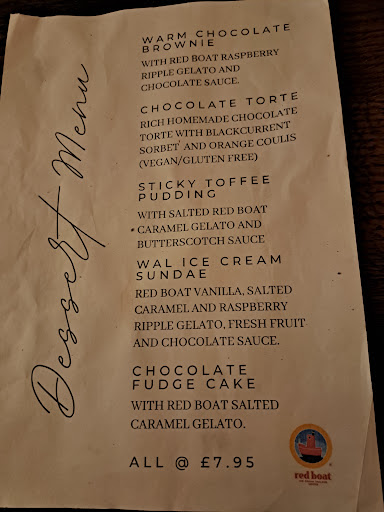 Dessert Menu
WARM CHOCOLATE
BROWNIE
WITH RED BOAT RASPBERRY
RIPPLE GELATO AND
CHOCOLATE SAUCE.
CHOCOLATE TORTE
RICH HOMEMADE CHOCOLATE
TORTE WITH BLACKCURRENT
SORBET' AND ORANGE COULIS
(VEGAN/GLUTEN FREE)
STICKY TOFFEE
PUDDING
WITH SALTED RED BOAT
CARAMEL GELATO AND
BUTTERSCOTCH SAUCE
WAL ICE CREAM
SUNDAE
RED BOAT VANILLA, SALTED
CARAMEL AND RASPBERRY
RIPPLE GELATO, FRESH FRUIT
AND CHOCOLATE SAUCE.
CHOCOLATE
FUDGE CAKE
WITH RED BOAT SALTED
CARAMEL GELATO.
ALL @ £7.95
red boat